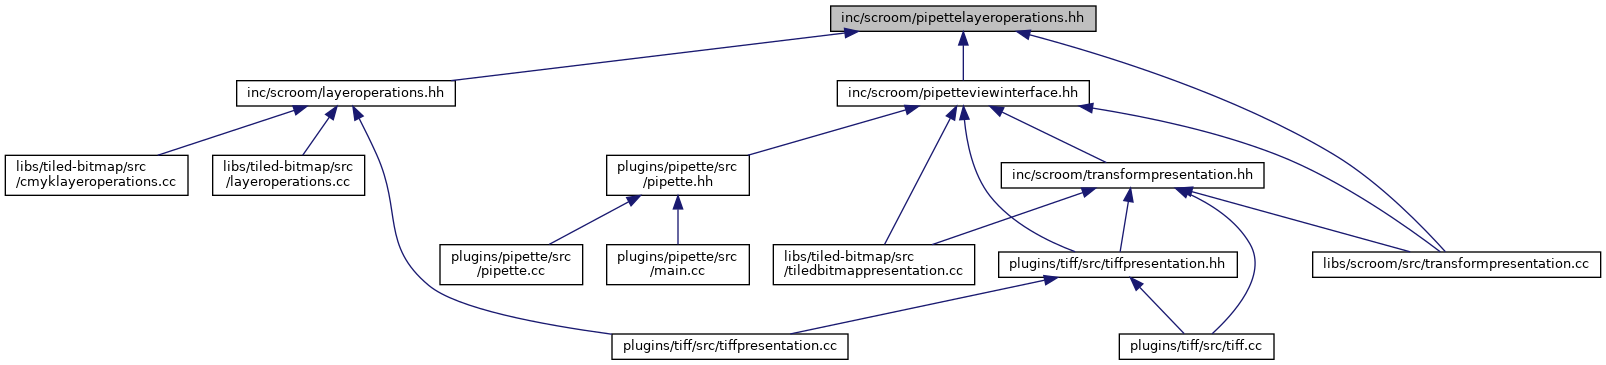 inc/scroom/pipettelayeroperations.hh
inc/scroom/layeroperations.hh
inc/scroom/pipetteviewinterface.hh
libs/tiled-bitmap/src
/cmyklayeroperations.cc
libs/tiled-bitmap/src
/layeroperations.cc
plugins/pipette/src
/pipette.hh
inc/scroom/transformpresentation.hh
plugins/pipette/src
/pipette.cc
plugins/pipette/src
/main.cc
libs/tiled-bitmap/src
/tiledbitmappresentation.cc
plugins/tiff/src/tiffpresentation.hh
libs/scroom/src/transformpresentation.cc
plugins/tiff/src/tiffpresentation.cc
plugins/tiff/src/tiff.cc